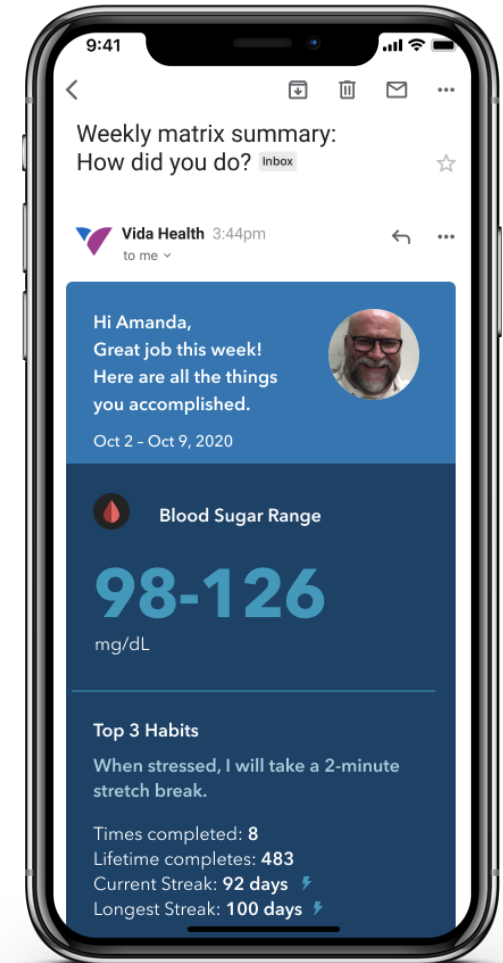 9:41
Weekly matrix summary:
How did you do? Inbox
Vida Health 3:44pm
to me
Hi Amanda,
Great job this week!
Here are all the things
you accomplished.
Oct 2 – Oct 9, 2020
Blood Sugar Range
98-126
mg/dL
Top 3 Habits
When stressed, I will take a 2-minute
stretch break.
Times completed: 8
Lifetime completes: 483
Current Streak: 92 days
Longest Streak: 100 days